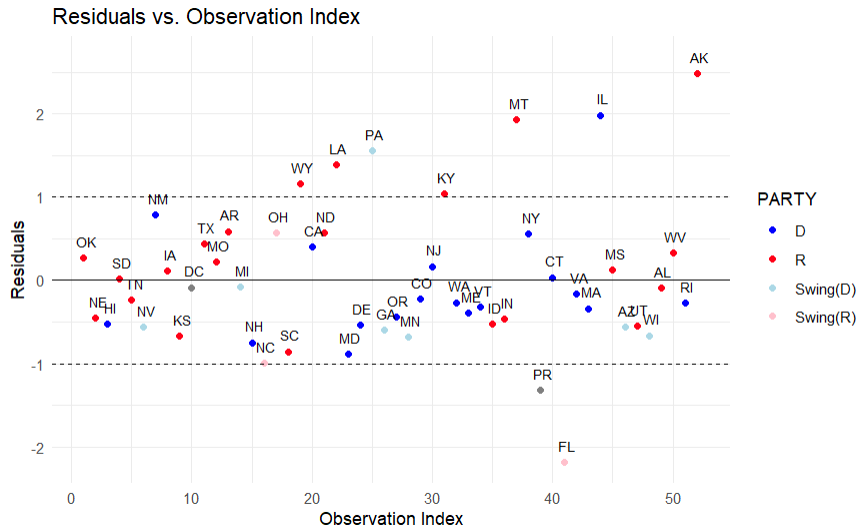 Residuals vs. Observation Index
AK
MT
IL
2
PA
LA
WY
KY
1
NM
AR
OH
ND
NY
TX
CA
MO
NJ
CT
MS
WV
OK
SD
IA
0
DC
MI
TN
CO
WA
ME
VT
VA
MA
AL
RI
NE
HI
NV
KS
DE
GA
OR
MN
ID
IN
AZ
UT
WI
NH
NC
SC
MD
-1
PR
FL
-2
Residuals
0
10
20
30
40
50
Observation Index
PARTY
D
R
Swing(D)
Swing(R)